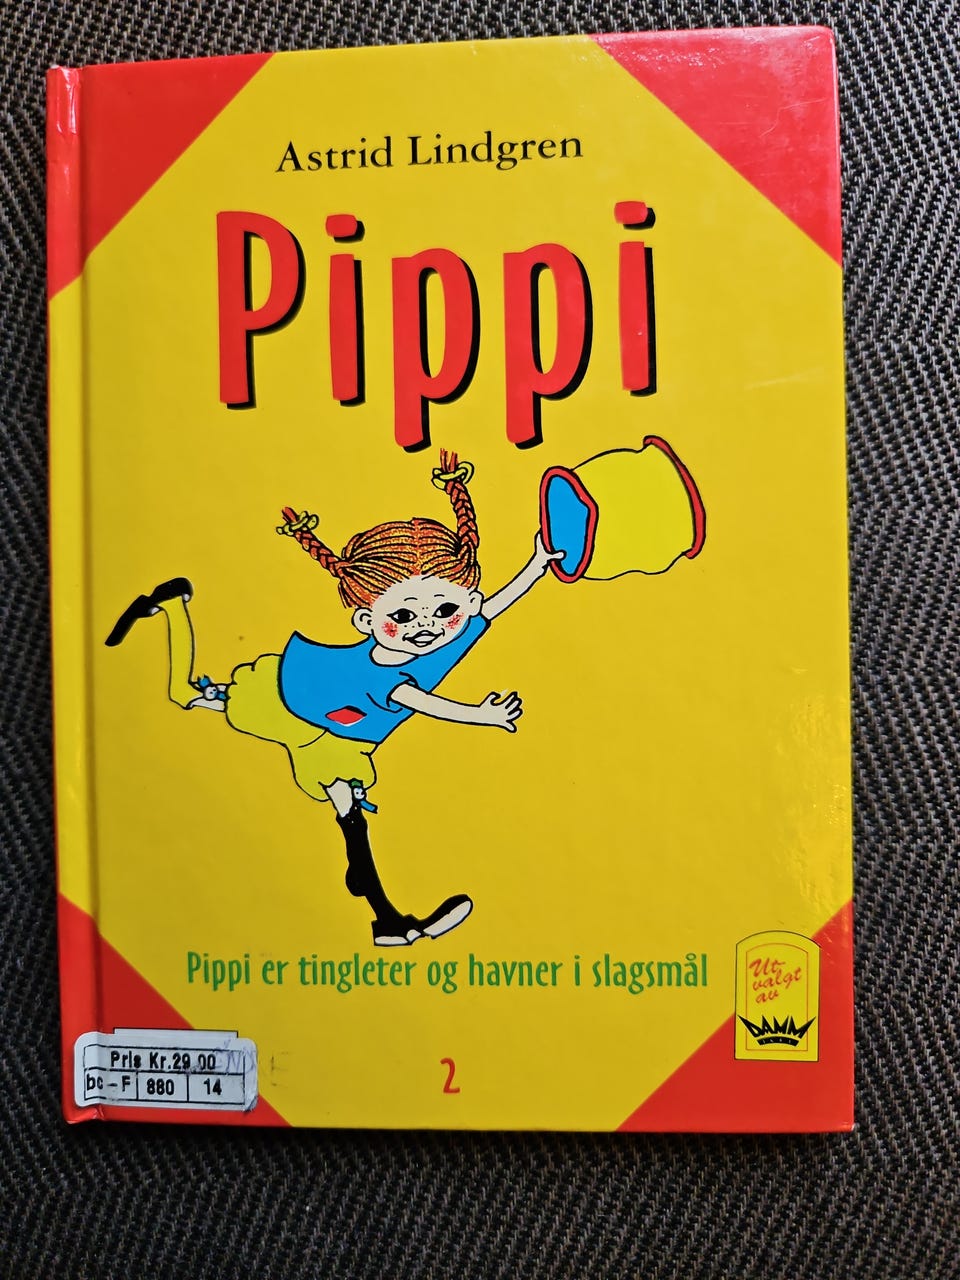 Astrid Lindgren
Pippi
Pippi er tingleter og havner i slagsmål
Ut
valgt
av
DAMM
2
Pris Kr.29.00
bc-F 880 14